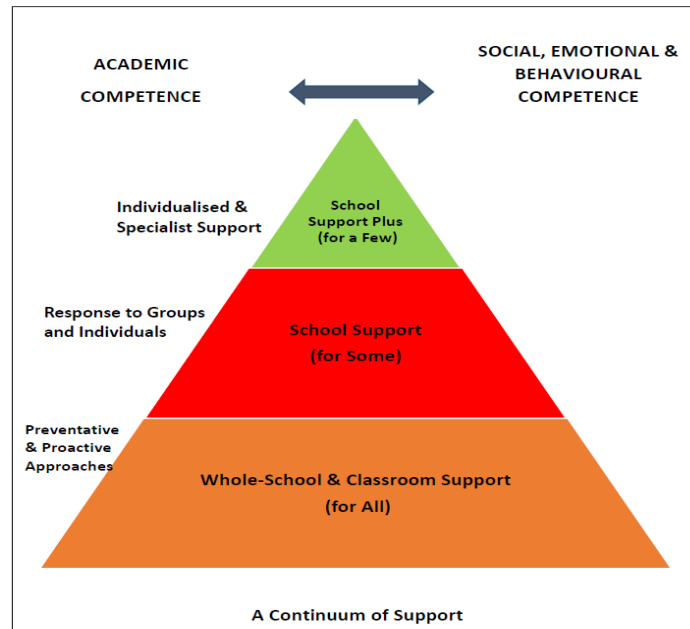 ACADEMIC
COMPETENCE
SOCIAL, EMOTIONAL &
BEHAVIOURAL
COMPETENCE
Individualised &
Specialist Support
School
Support Plus
(for a Few)
Response to Groups
and Individuals
School Support
(for Some)
Preventative
& Proactive
Approaches
Whole-School & Classroom Support
(for All)
A Continuum of Support